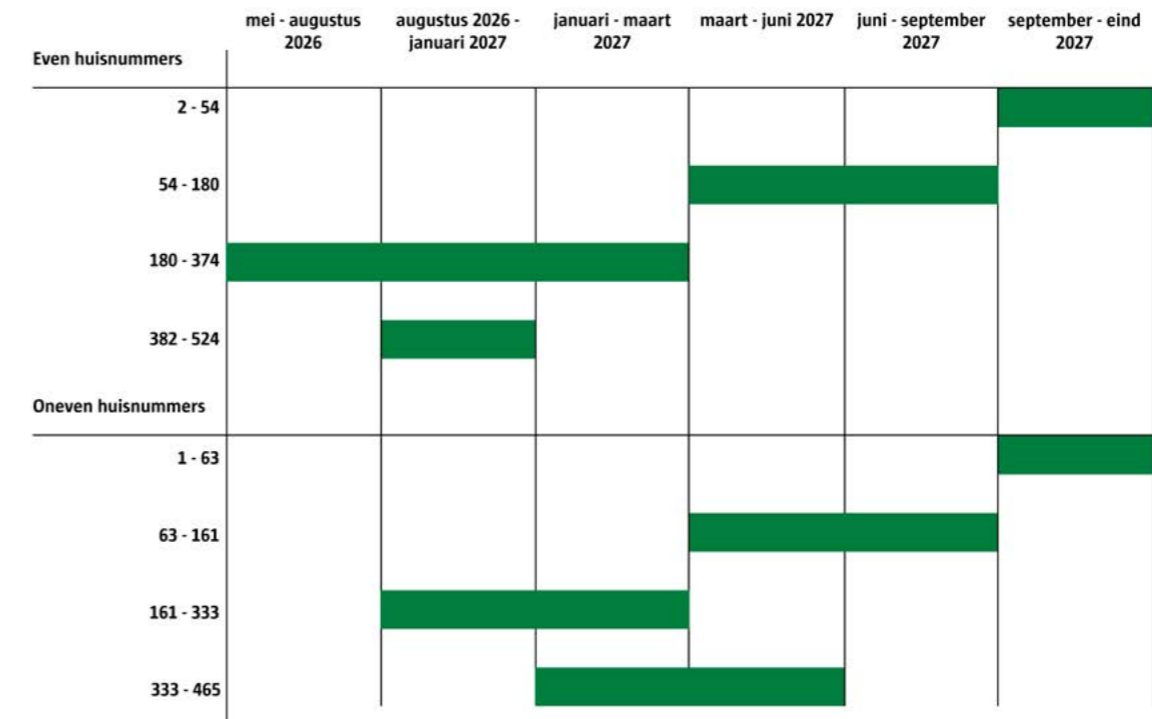 mei - augustus
2026
augustus 2026 -
januari 2027
januari - maart
2027
maart - juni 2027
juni - september
2027
september - eind
2027
Even huisnummers
2 - 54
54 - 180
180 - 374
382 - 524
Oneven huisnummers
1 - 63
63 - 161
161 - 333
333 - 465